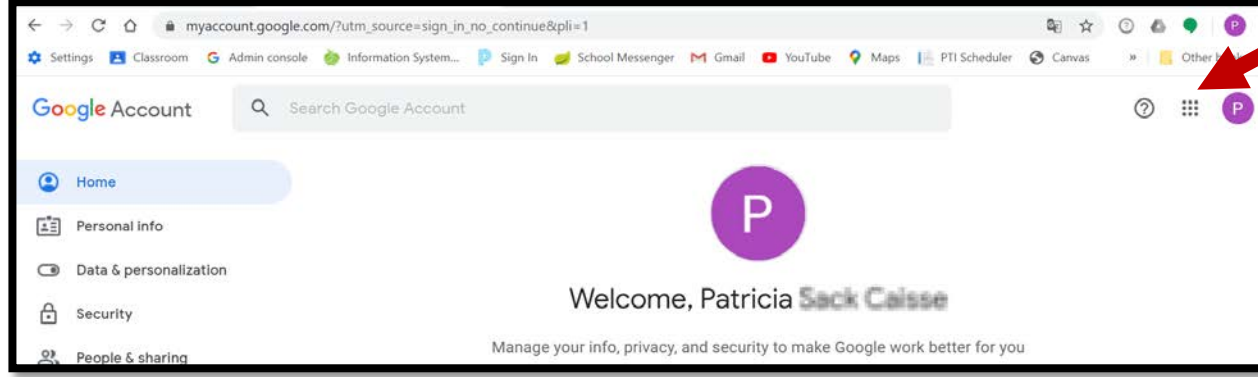 myaccount.google.com/?utm_source=sign_in_no_continue&pli=1
P
Settings Classroom G Admin console Information System... Sign In School Messenger M Gmail YouTube Maps PTI Scheduler Canvas » Other
Google Account Search Google Account ? P
Home
P
Personal info
Data & personalization
Welcome, Patricia
Security
Manage your info, privacy, and security to make Google work better for you
People & sharing